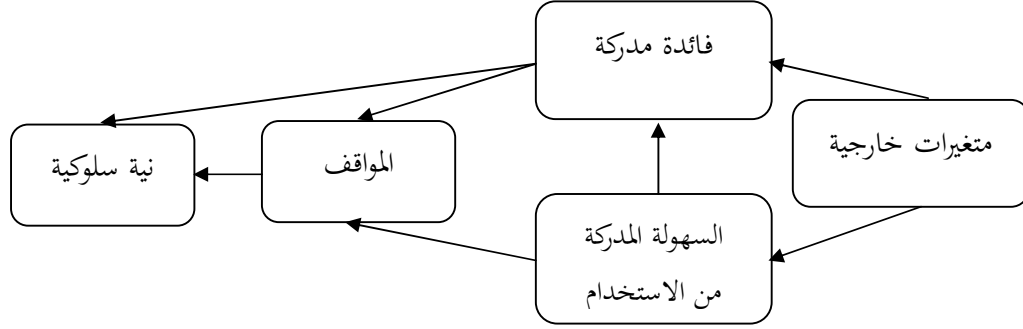 فائدة مدركة
متغيرات خارجية
المواقف
نية سلوكية
السهولة المدركة
من الاستخدام